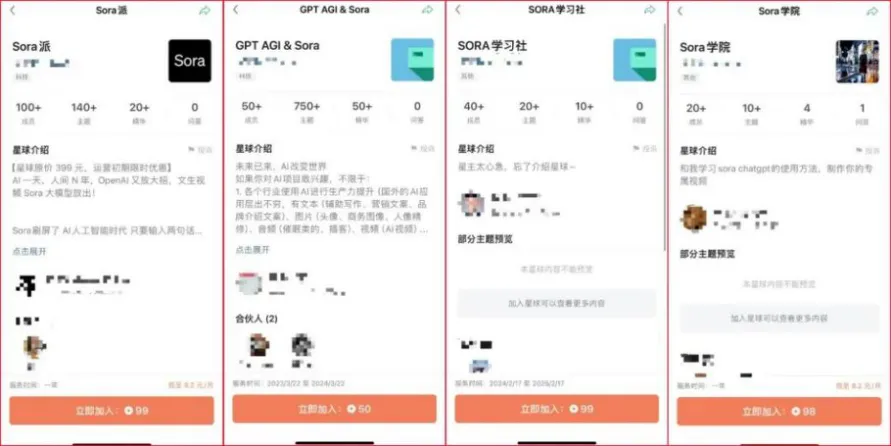 Sora派
Sora派
Sora
科技
100+
140+
20+
0
成员
主题
精华
问答
星球介绍
投诉
【星球原价 399 元，运营初期限时优惠】
AI 一天，人间 N 年，OpenAI 又放大招，文生视
频 Sora 大模型放出！
Sora刷屏了 AI人工智能时代 只要输入两句话...
点击展开
服务时间：一年
低至 8.2 元/月
立即加入： 99
GPT AGI & Sora
GPT AGI & Sora
科技
50+
750+
50+
0
成员
主题
精华
问答
星球介绍
投诉
未来已来，AI 改变世界
如果你对AI项目感兴趣，不限于：
1. 各个行业使用AI进行生产力提升 (国外的AI应
用层出不穷，有文本 (辅助写作、营销文案、品
牌介绍文案)、图片 (头像、商务图像、人像精
修)、音频 (催眠类的，播客)、视频 (AI视频) ...
点击展开
合伙人 (2)
服务时间：2023/3/22 至 2024/3/22
立即加入： 50
SORA学习社
SORA学习社
其他
40+
20+
10+
0
成员
主题
精华
问答
星球介绍
投诉
星主太心急，忘了介绍星球~
部分主题预览
本星球内容不能预览
加入星球可以查看更多内容
服务时间：2024/2/17 至 2025/2/17
立即加入： 99
Sora学院
Sora学院
20+
10+
4
1
成员
主题
精华
问答
星球介绍
投诉
和我学习 sora chatgpt的使用方法，制作你的专
属视频
部分主题预览
本星球内容不能预览
加入星球可以查看更多内容
服务时间：一年
低至 8.2 元/月
立即加入： 98